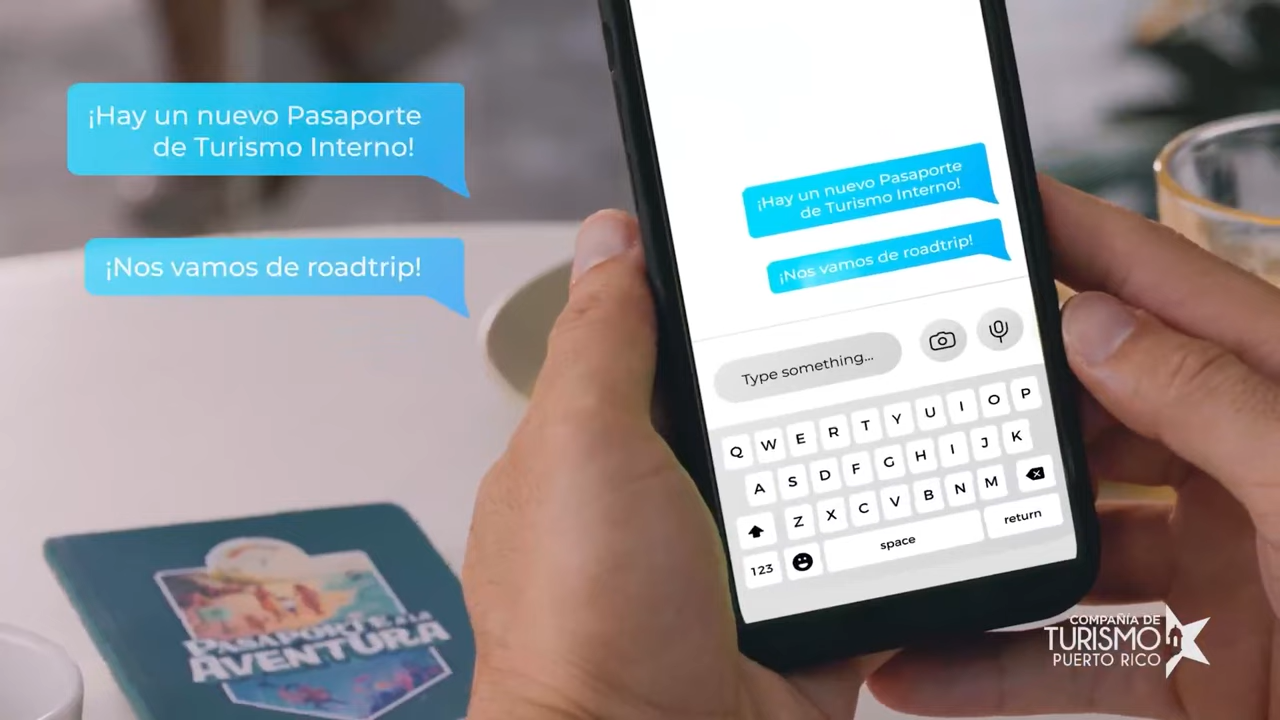 ¡Hay un nuevo Pasaporte
de Turismo Interno!
¡Nos vamos de roadtrip!
¡Hay un nuevo Pasaporte
de Turismo Interno!
¡Nos vamos de roadtrip!
Type something...
Q W E R T Y U I O P
A S D F G H I J K
Z X C V B N M
return
123 space
PASAPORTE A LA
AVENTURA
COMPAÑÍA DE
TURISMO
PUERTO RICO